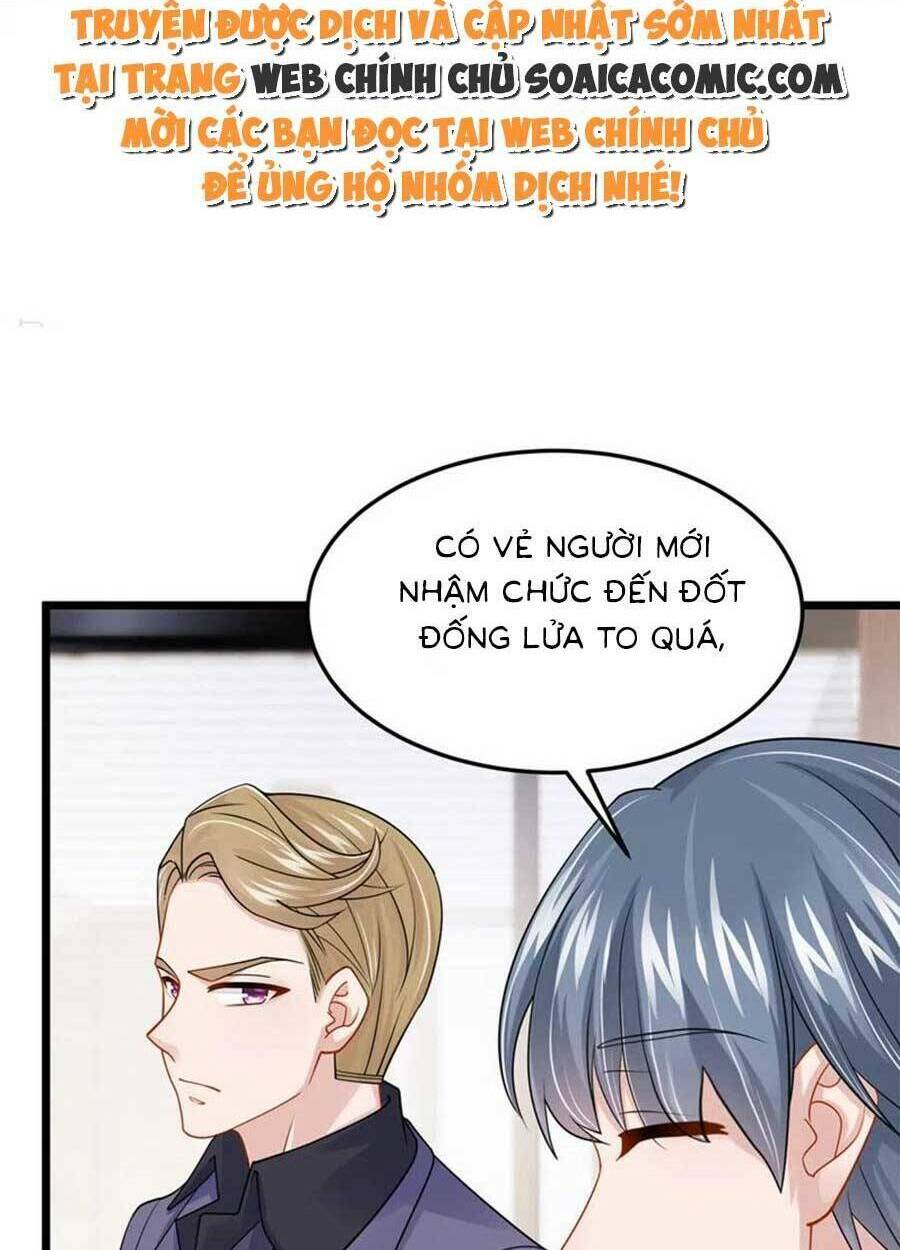 TRUYỆN ĐƯỢC DỊCH VÀ CẬP NHẬT SỚM NHẤT
TẠI TRANG WEB CHÍNH CHỦ SOAICACOMIC.COM
MỜI CÁC BẠN ĐỌC TẠI WEB CHÍNH CHỦ
ĐỂ ỦNG HỘ NHÓM DỊCH NHÉ!
CÓ VẺ NGƯỜI MỚI
NHẬM CHỨC ĐẾN ĐỐT
ĐỐNG LỬA TO QUÁ,